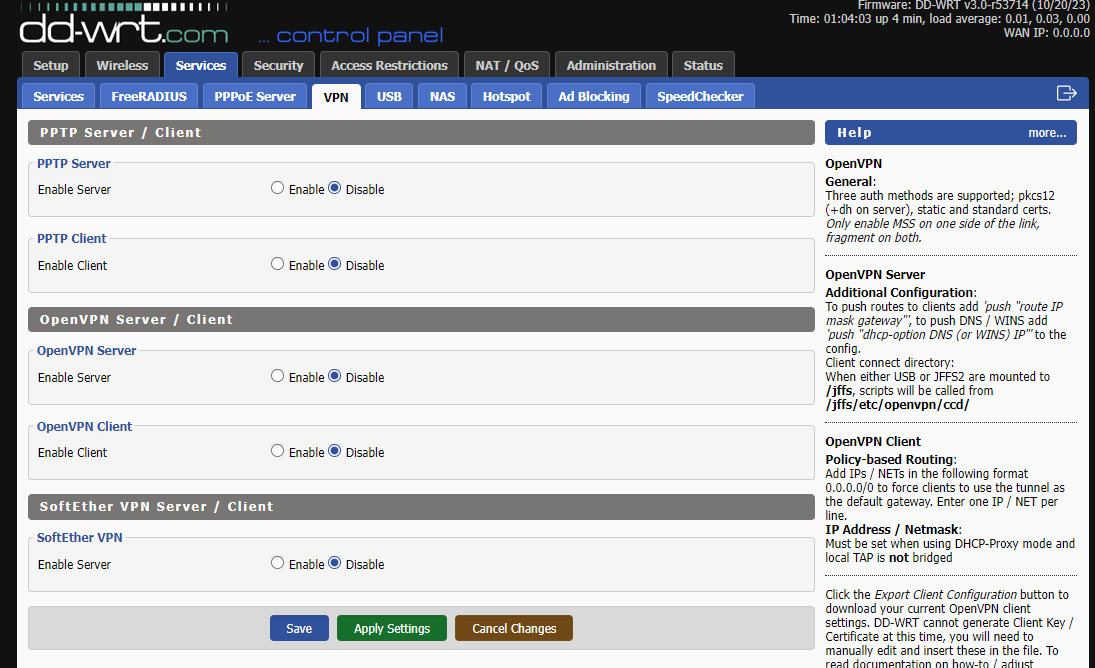 Firmware: DD-WRT v3.0-r53714 (10/20/23)
Time: 01:04:03 up 4 min, load average: 0.01, 0.03, 0.00
WAN IP: 0.0.0.0
dd-wrt.com ... control panel
Setup Wireless Services Security Access Restrictions NAT / QoS Administration Status
Services FreeRADIUS PPPoE Server VPN USB NAS Hotspot Ad Blocking SpeedChecker
PPTP Server / Client
PPTP Server
Enable Server Enable Disable
PPTP Client
Enable Client Enable Disable
OpenVPN Server / Client
OpenVPN Server
Enable Server Enable Disable
OpenVPN Client
Enable Client Enable Disable
SoftEther VPN Server / Client
SoftEther VPN
Enable Server Enable Disable
Save Apply Settings Cancel Changes
Help more...
OpenVPN
General:
Three auth methods are supported; pkcs12
(+dh on server), static and standard certs.
Only enable MSS on one side of the link,
fragment on both.
OpenVPN Server
Additional Configuration:
To push routes to clients add 'push "route IP
mask gateway"', to push DNS / WINS add
'push "dhcp-option DNS (or WINS) IP"' to the
config.
Client connect directory:
When either USB or JFFS2 are mounted to
/jffs, scripts will be called from
/jffs/etc/openvpn/ccd/
OpenVPN Client
Policy-based Routing:
Add IPs / NETs in the following format
0.0.0.0/0 to force clients to use the tunnel as
the default gateway. Enter one IP / NET per
line.
IP Address / Netmask:
Must be set when using DHCP-Proxy mode and
local TAP is not bridged
Click the Export Client Configuration button to
download your current OpenVPN client
settings. DD-WRT cannot generate Client Key /
Certificate at this time, you will need to
manually edit and insert these in the file. To
read documentation on how-to / adjust